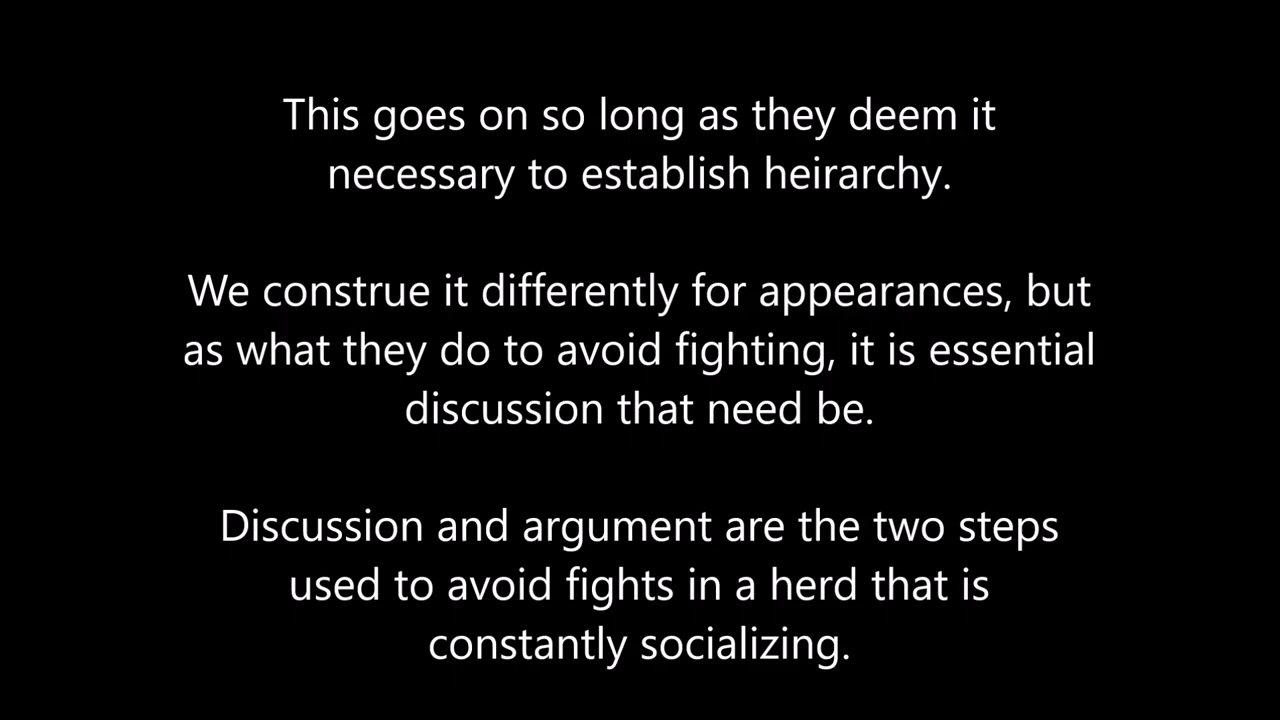 This goes on so long as they deem it
necessary to establish heirarchy.
We construe it differently for appearances, but
as what they do to avoid fighting, it is essential
discussion that need be.
Discussion and argument are the two steps
used to avoid fights in a herd that is
constantly socializing.